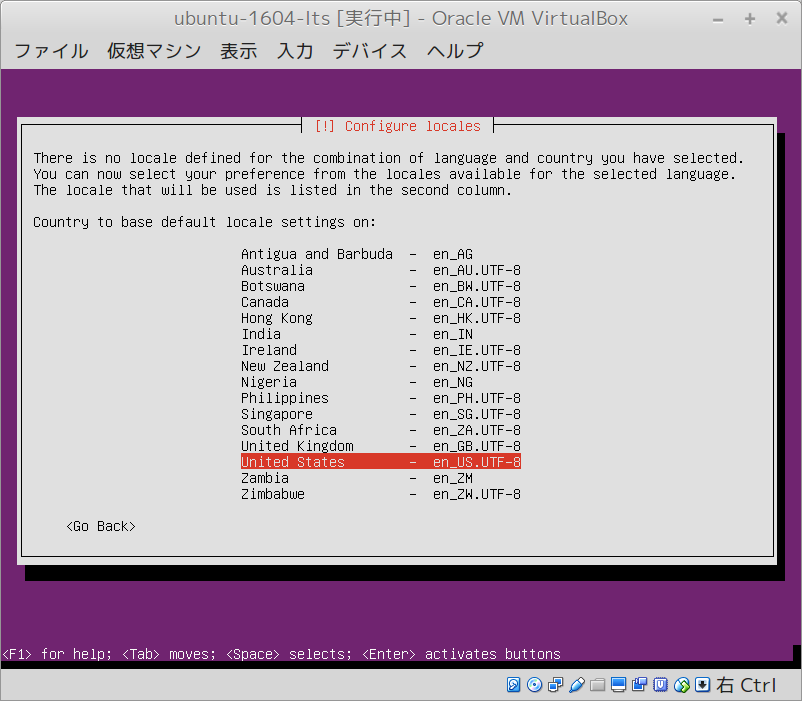 ubuntu-1604-lts [実行中] - Oracle VM VirtualBox
ファイル 仮想マシン 表示 入力 デバイス ヘルプ
[!] Configure locales
There is no locale defined for the combination of language and country you have selected.
You can now select your preference from the locales available for the selected language.
The locale that will be used is listed in the second column.
Country to base default locale settings on:
Antigua and Barbuda - en_AG
Australia - en_AU.UTF-8
Botswana - en_BW.UTF-8
Canada - en_CA.UTF-8
Hong Kong - en_HK.UTF-8
India - en_IN
Ireland - en_IE.UTF-8
New Zealand - en_NZ.UTF-8
Nigeria - en_NG
Philippines - en_PH.UTF-8
Singapore - en_SG.UTF-8
South Africa - en_ZA.UTF-8
United Kingdom - en_GB.UTF-8
United States - en_US.UTF-8
Zambia - en_ZM
Zimbabwe - en_ZW.UTF-8
<Go Back>
<F1> for help; <Tab> moves; <Space> selects; <Enter> activates buttons
右 Ctrl